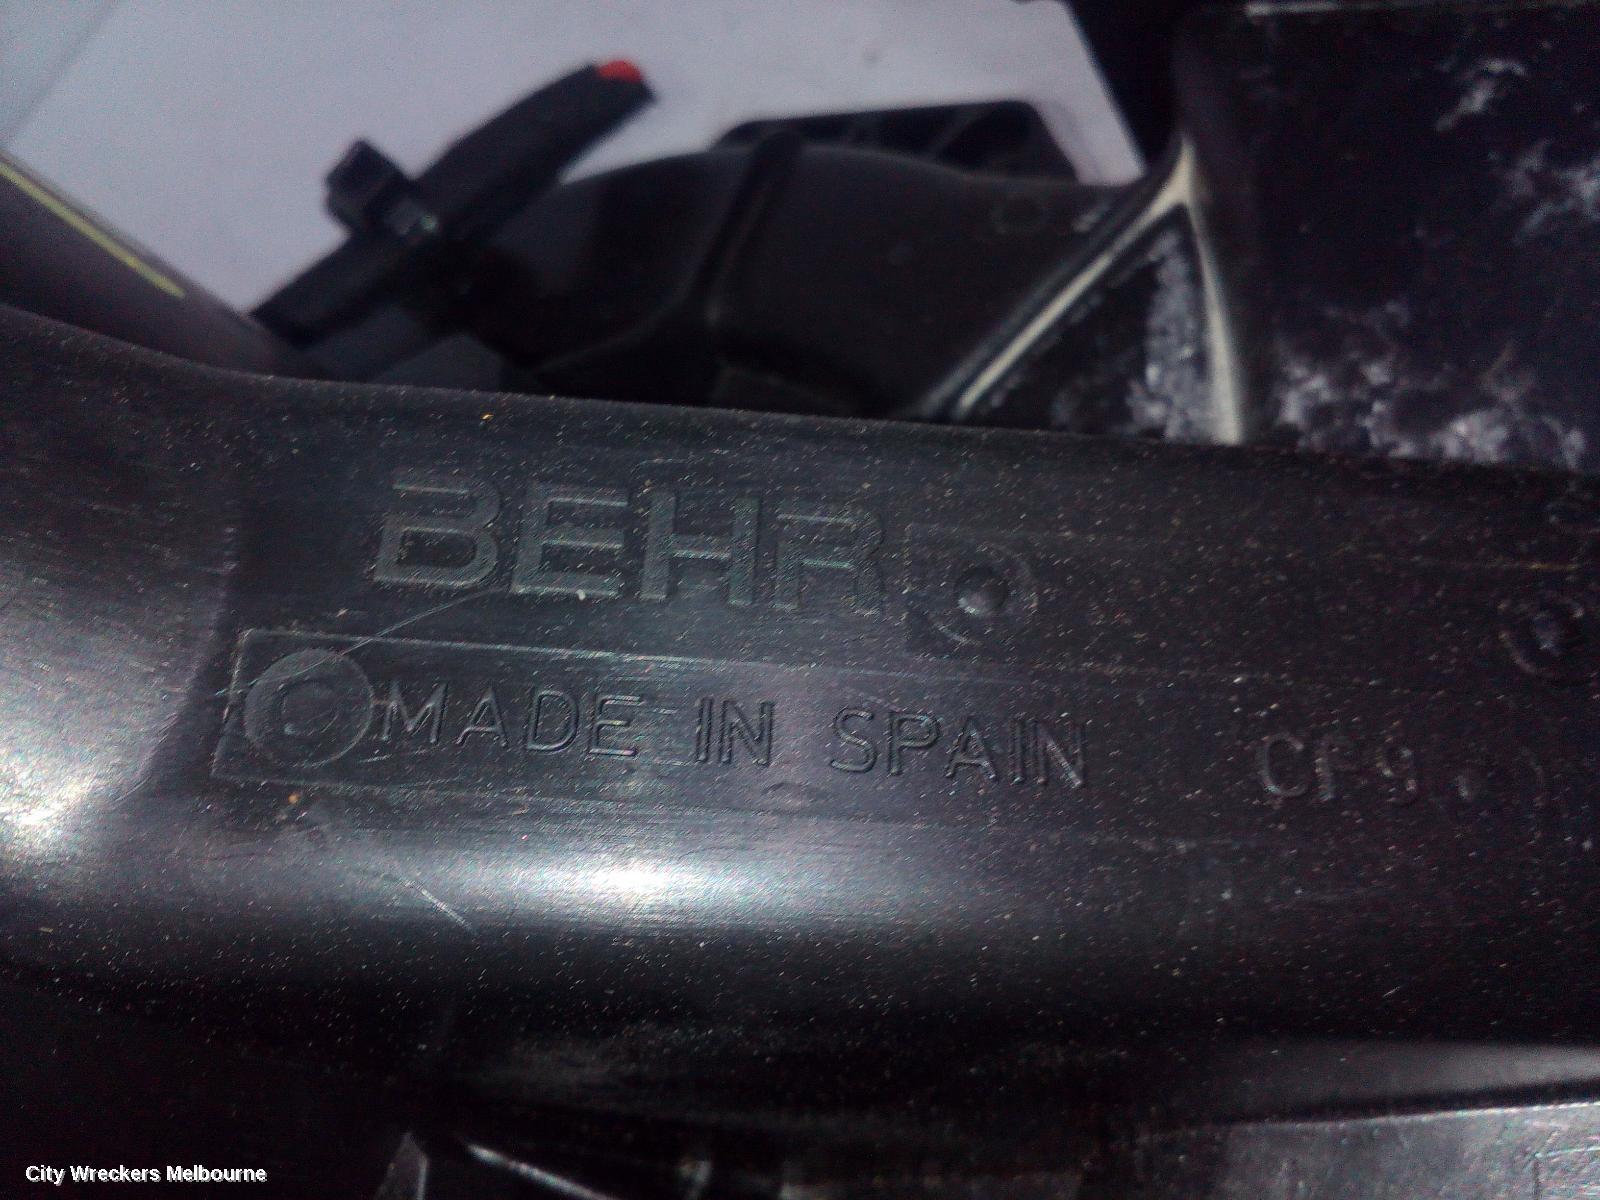 BEHR
MADE IN SPAIN
City Wreckers Melbourne